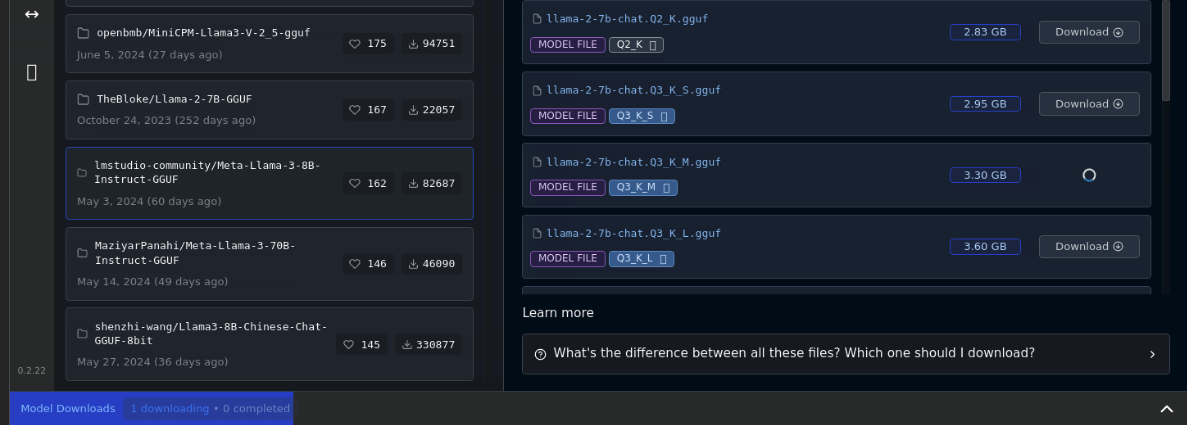 openbmb/MiniCPM-Llama3-V-2_5-gguf
175
94751
June 5, 2024 (27 days ago)
TheBloke/Llama-2-7B-GGUF
167
22057
October 24, 2023 (252 days ago)
lmstudio-community/Meta-Llama-3-8B-
Instruct-GGUF
162
82687
May 3, 2024 (60 days ago)
MaziyarPanahi/Meta-Llama-3-70B-
Instruct-GGUF
146
46090
May 14, 2024 (49 days ago)
shenzhi-wang/Llama3-8B-Chinese-Chat-
GGUF-8bit
145
330877
May 27, 2024 (36 days ago)
0.2.22
llama-2-7b-chat.Q2_K.gguf
MODEL FILE Q2_K
2.83 GB
Download
llama-2-7b-chat.Q3_K_S.gguf
MODEL FILE Q3_K_S
2.95 GB
Download
llama-2-7b-chat.Q3_K_M.gguf
MODEL FILE Q3_K_M
3.30 GB
llama-2-7b-chat.Q3_K_L.gguf
MODEL FILE Q3_K_L
3.60 GB
Download
Learn more
What's the difference between all these files? Which one should I download?
Model Downloads 1 downloading • 0 completed